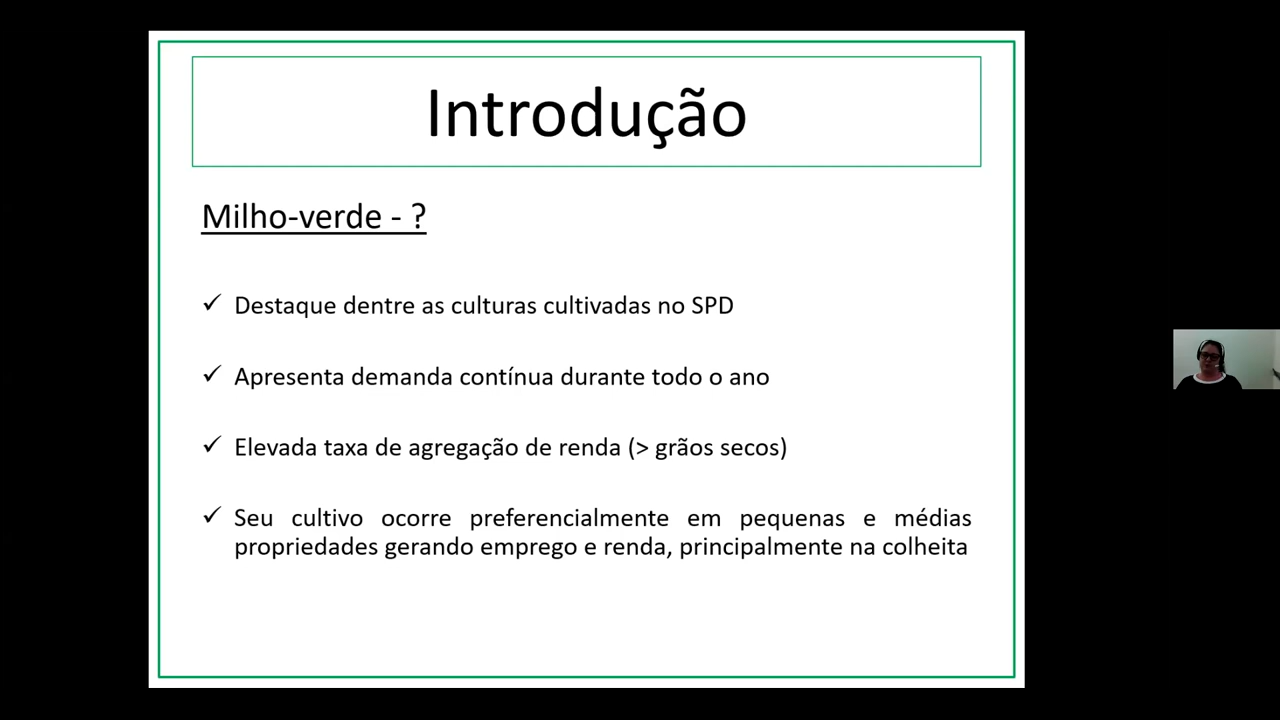 Introdução
Milho-verde - ?
✓ Destaque dentre as culturas cultivadas no SPD
✓ Apresenta demanda contínua durante todo o ano
✓ Elevada taxa de agregação de renda (> grãos secos)
✓ Seu cultivo ocorre preferencialmente em pequenas e médias
propriedades gerando emprego e renda, principalmente na colheita